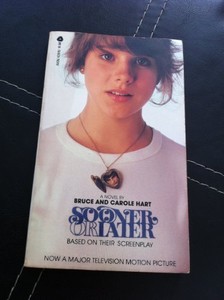 A NOVEL BY
BRUCE AND CAROLE HART
SOONER
OR LATER
BASED ON THEIR SCREENPLAY
NOW A MAJOR TELEVISION MOTION PICTURE